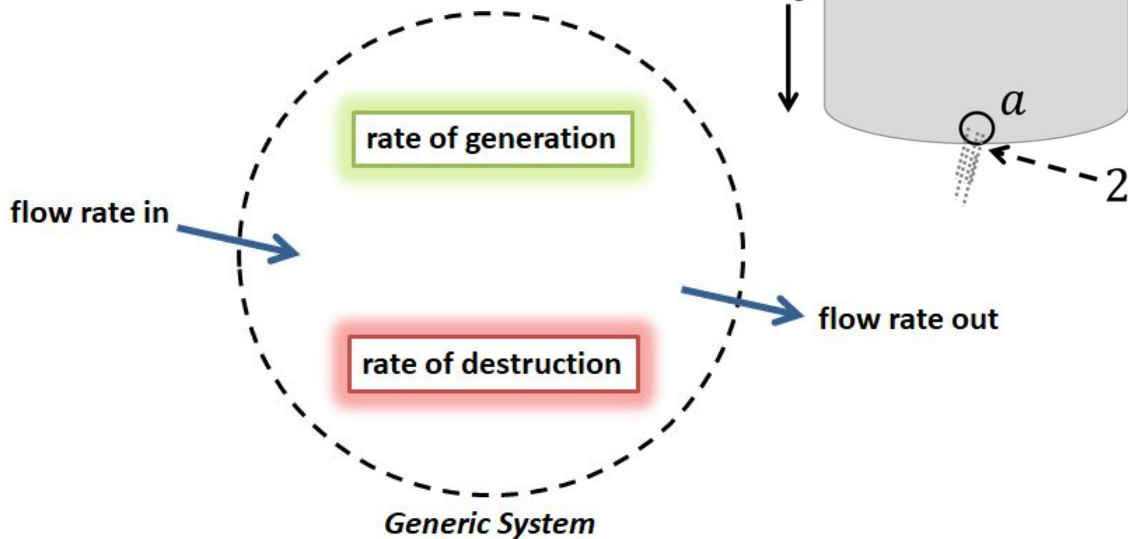 rate of generation
a
2
flow rate in
flow rate out
rate of destruction
Generic System